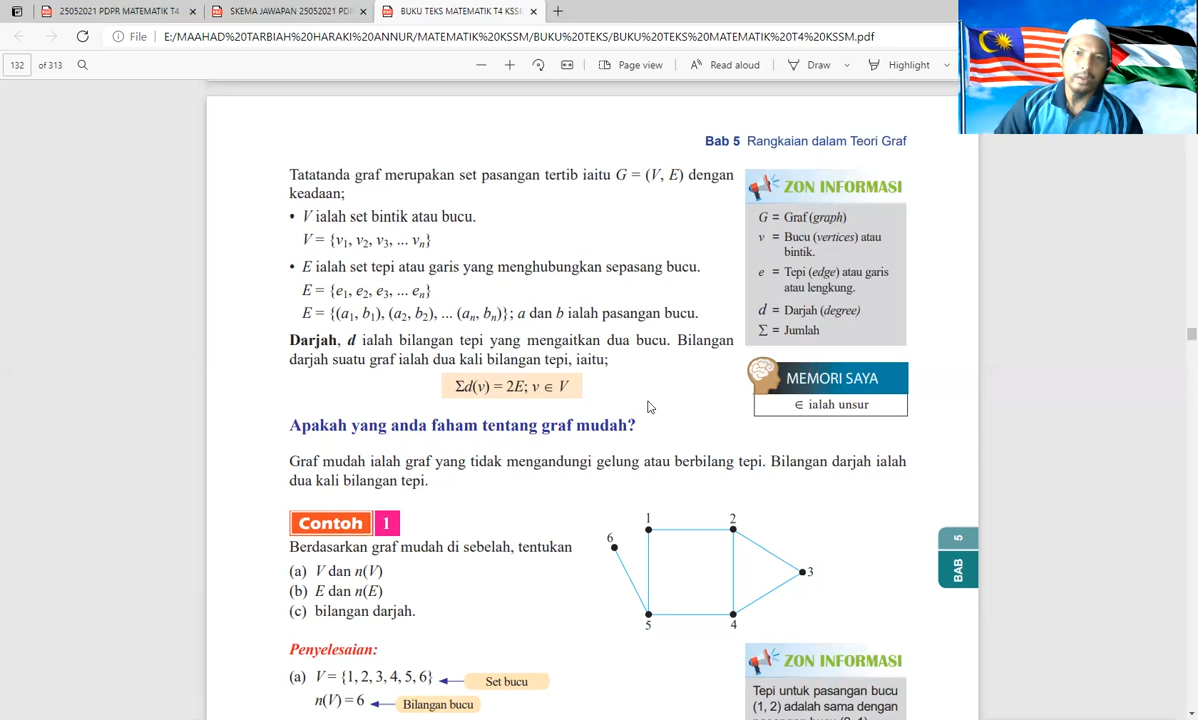 25052021 PDPR MATEMATIK T4
SKEMA JAWAPAN 25052021 PDP
BUKU TEKS MATEMATIK T4 KSS
File
E:/MAAHAD%20TARBIAH%20HARAKI%20ANNUR/MATEMATIK%20KSSM/BUKU%20TEKS/BUKU%20TEKS%20MATEMATIK%20T4%20KSSM.pdf
132 of 313
Page view
Read aloud
Draw
Highlight
Bab 5 Rangkaian dalam Teori Graf
Tatatanda graf merupakan set pasangan tertib iaitu G = (V, E) dengan
keadaan;
• V ialah set bintik atau bucu.
V = {v₁, v₂, v₃, ... vₙ}
• E ialah set tepi atau garis yang menghubungkan sepasang bucu.
E = {e₁, e₂, e₃, ... eₙ}
E = {(a₁, b₁), (a₂, b₂), ... (aₙ, bₙ)}; a dan b ialah pasangan bucu.
Darjah, d ialah bilangan tepi yang mengaitkan dua bucu. Bilangan
darjah suatu graf ialah dua kali bilangan tepi, iaitu;
Σd(v) = 2E; v ∈ V
ZON INFORMASI
G = Graf (graph)
v = Bucu (vertices) atau
bintik.
e = Tepi (edge) atau garis
atau lengkung.
d = Darjah (degree)
Σ = Jumlah
MEMORI SAYA
∈ ialah unsur
Apakah yang anda faham tentang graf mudah?
Graf mudah ialah graf yang tidak mengandungi gelung atau berbilang tepi. Bilangan darjah ialah
dua kali bilangan tepi.
Contoh 1
Berdasarkan graf mudah di sebelah, tentukan
(a) V dan n(V)
(b) E dan n(E)
(c) bilangan darjah.
1
2
6
3
5
4
BAB 5
Penyelesaian:
(a) V = {1, 2, 3, 4, 5, 6}
Set bucu
n(V) = 6
Bilangan bucu
ZON INFORMASI
Tepi untuk pasangan bucu
(1, 2) adalah sama dengan